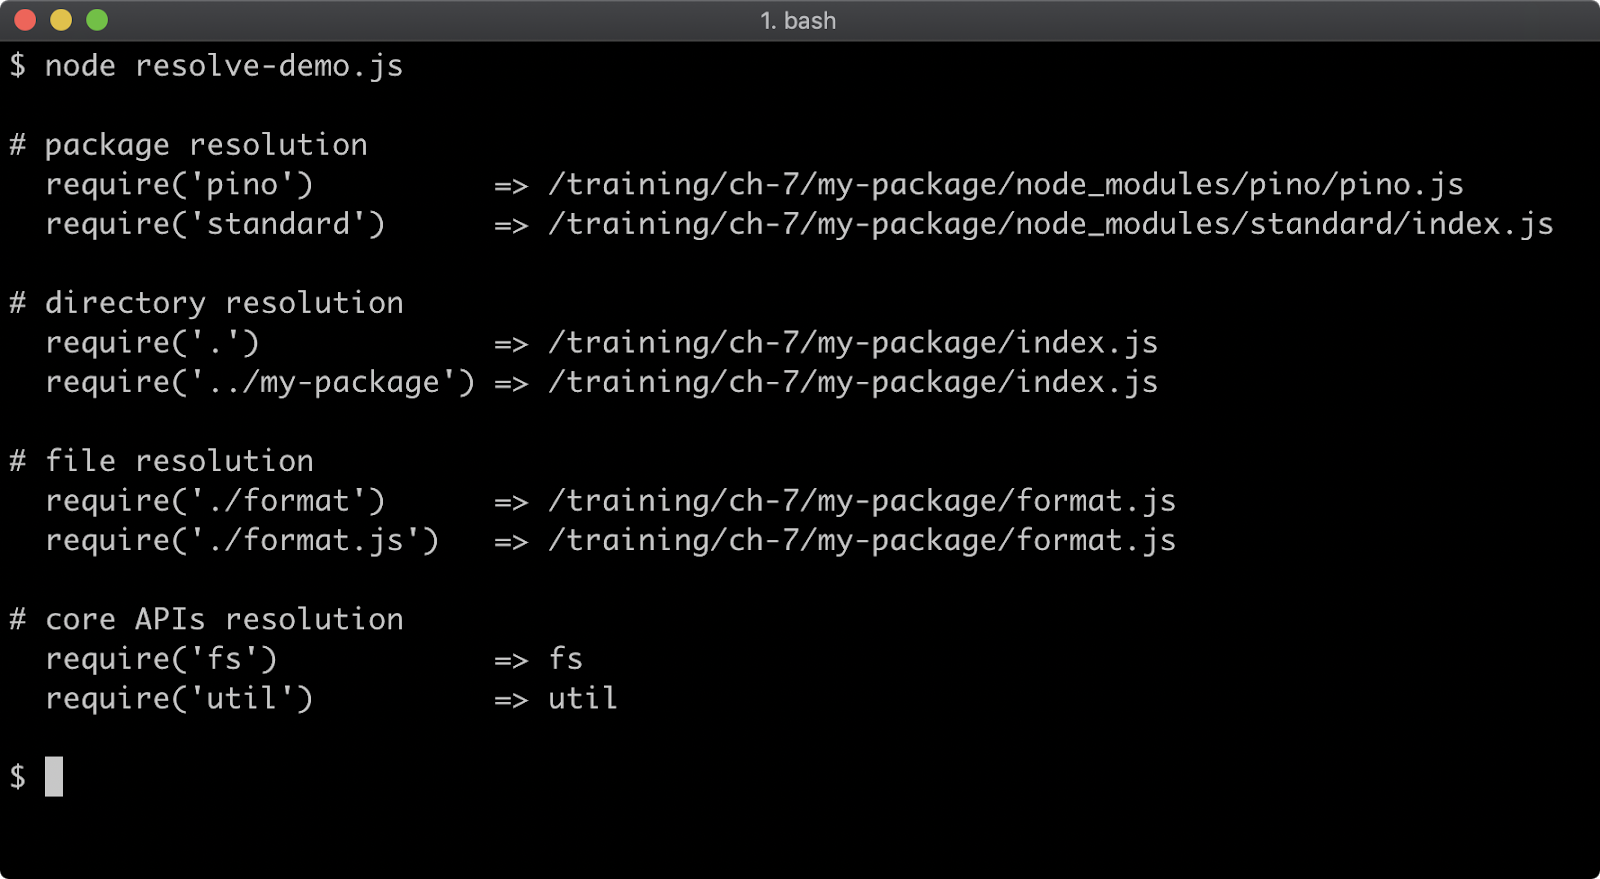 1. bash
$ node resolve-demo.js
# package resolution
require('pino') => /training/ch-7/my-package/node_modules/pino/pino.js
require('standard') => /training/ch-7/my-package/node_modules/standard/index.js
# directory resolution
require('.') => /training/ch-7/my-package/index.js
require('../my-package') => /training/ch-7/my-package/index.js
# file resolution
require('./format') => /training/ch-7/my-package/format.js
require('./format.js') => /training/ch-7/my-package/format.js
# core APIs resolution
require('fs') => fs
require('util') => util
$